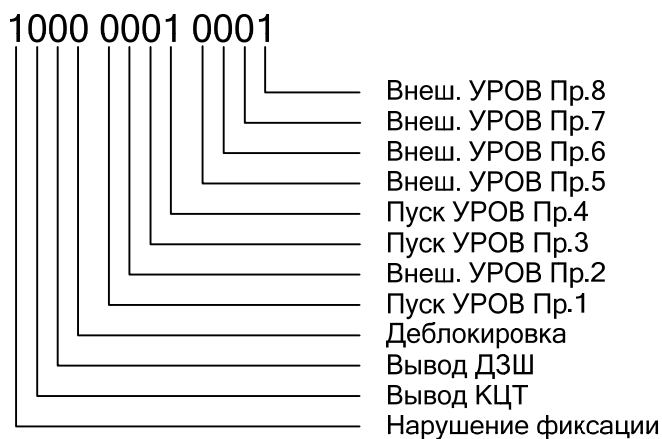 1000 0001 0001
Внеш. УРОВ Пр.8
Внеш. УРОВ Пр.7
Внеш. УРОВ Пр.6
Внеш. УРОВ Пр.5
Пуск УРОВ Пр.4
Пуск УРОВ Пр.3
Внеш. УРОВ Пр.2
Пуск УРОВ Пр.1
Деблокировка
Вывод ДЗШ
Вывод КЦТ
Нарушение фиксации